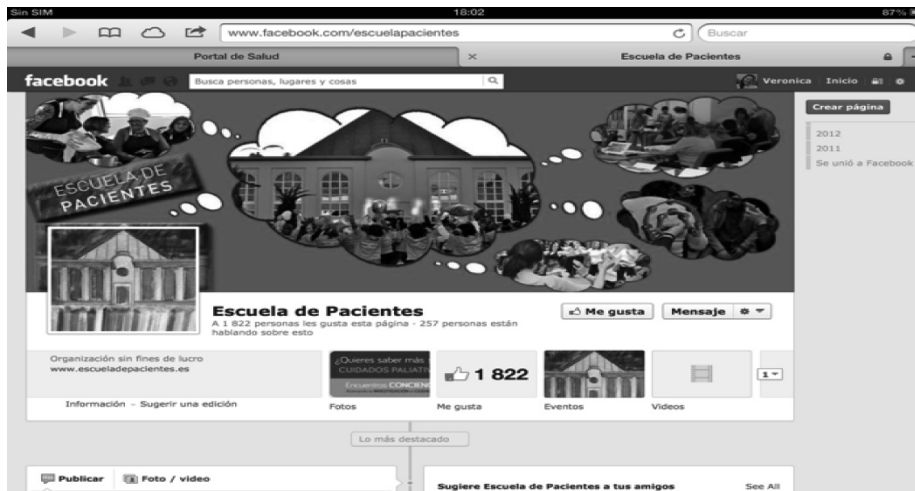 Sin SIM 18:02 87%
www.facebook.com/escuelapacientes Buscar
Portal de Salud Escuela de Pacientes
facebook Busca personas, lugares y cosas Veronica Inicio
Crear página
2012
2011
Se unió a Facebook
ESCUELA DE
PACIENTES
Escuela de Pacientes
A 1 822 personas les gusta esta página · 257 personas están
hablando sobre esto
Me gusta Mensaje
Organización sin fines de lucro
www.escueladepacientes.es
Información - Sugerir una edición
¿Quieres saber más
CUIDADOS PALIATI
Encuentros CONCIEN
1 822
1
Fotos Me gusta Eventos Videos
Lo más destacado
Publicar Foto / video
Sugiere Escuela de Pacientes a tus amigos See All